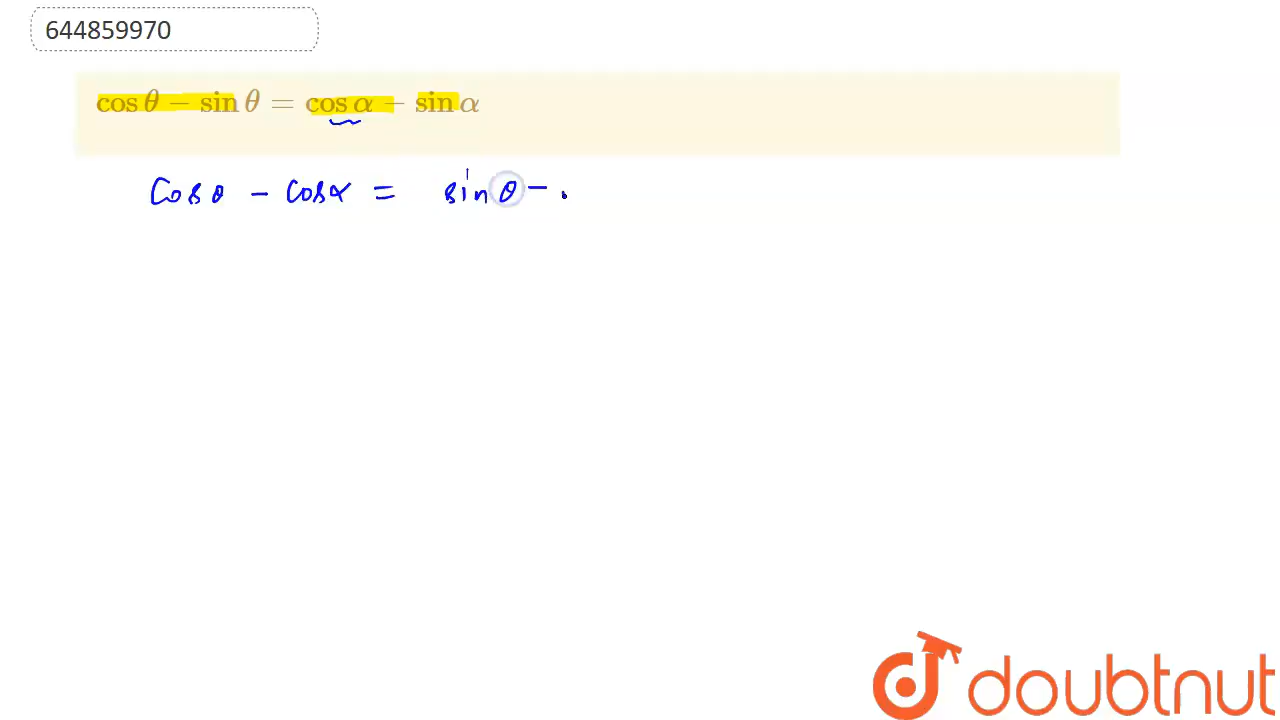 644859970
cos θ − sin θ = cos α − sin α
Cos θ − Cos α = sin θ −
doubtnut